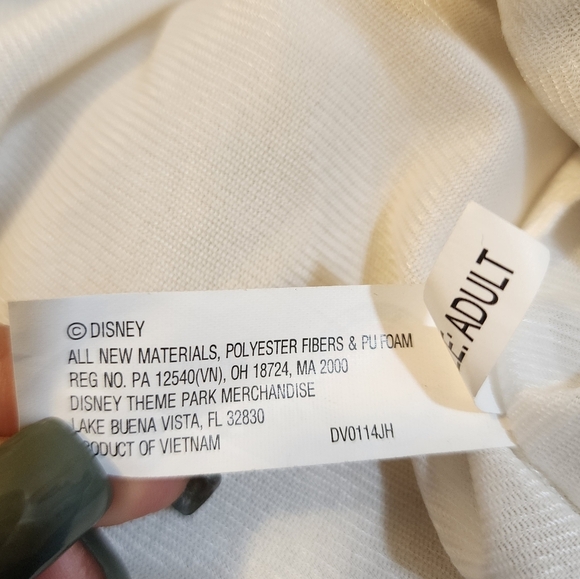 © DISNEY
ALL NEW MATERIALS, POLYESTER FIBERS & PU FOAM
REG NO. PA 12540(VN), OH 18724, MA 2000
DISNEY THEME PARK MERCHANDISE
LAKE BUENA VISTA, FL 32830
OF VIETNAM
DV0114JH
ADULT